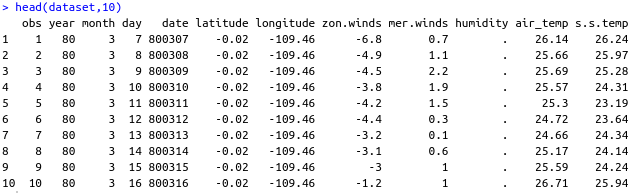 > head(dataset,10)
obs year month day date latitude longitude zon.winds mer.winds humidity air_temp s.s.temp
1 1 80 3 7 800307 -0.02 -109.46 -6.8 0.7 . 26.14 26.24
2 2 80 3 8 800308 -0.02 -109.46 -4.9 1.1 . 25.66 25.97
3 3 80 3 9 800309 -0.02 -109.46 -4.5 2.2 . 25.69 25.28
4 4 80 3 10 800310 -0.02 -109.46 -3.8 1.9 . 25.57 24.31
5 5 80 3 11 800311 -0.02 -109.46 -4.2 1.5 . 25.3 23.19
6 6 80 3 12 800312 -0.02 -109.46 -4.4 0.3 . 24.72 23.64
7 7 80 3 13 800313 -0.02 -109.46 -3.2 0.1 . 24.66 24.34
8 8 80 3 14 800314 -0.02 -109.46 -3.1 0.6 . 25.17 24.14
9 9 80 3 15 800315 -0.02 -109.46 -3 1 . 25.59 24.24
10 10 80 3 16 800316 -0.02 -109.46 -1.2 1 . 26.71 25.94